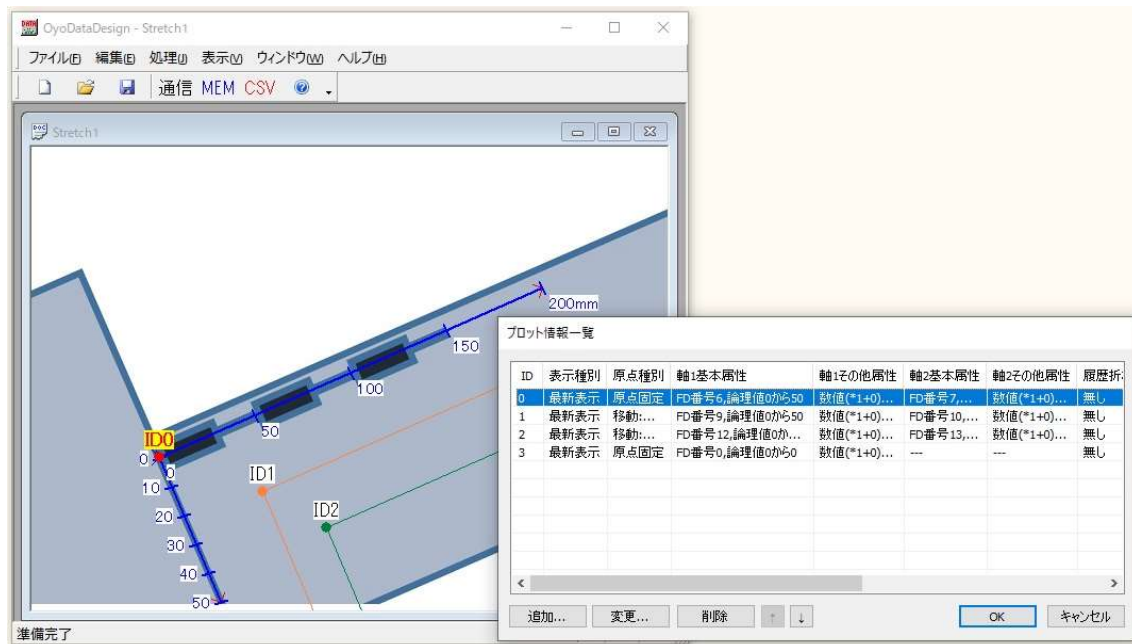 OyoDataDesign - Stretch1
ファイル(F) 編集(E) 処理(J) 表示(V) ウィンドウ(W) ヘルプ(H)
通信 MEM CSV
Stretch1
200mm
150
100
50
ID0
0
0
10
20
30
40
50
ID1
ID2
準備完了
プロット情報一覧
ID 表示種別 原点種別 軸1基本属性 軸1その他属性 軸2基本属性 軸2その他属性 履歴折
0 最新表示 原点固定 FD番号6,論理値0から50 数値(*1+0)... FD番号7,... 数値(*1+0)... 無し
1 最新表示 移動:... FD番号9,論理値0から50 数値(*1+0)... FD番号10,... 数値(*1+0)... 無し
2 最新表示 移動:... FD番号12,論理値0か... 数値(*1+0)... FD番号13,... 数値(*1+0)... 無し
3 最新表示 原点固定 FD番号0,論理値0から0 数値(*1+0)... --- --- 無し
追加... 変更... 削除 ↑ ↓ OK キャンセル